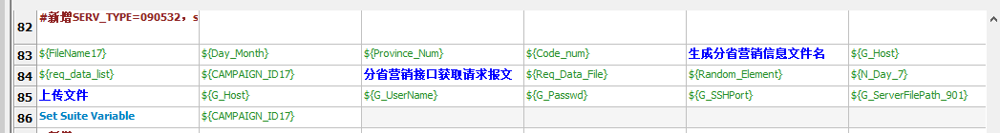 82 #新增SERV_TYPE=090532，s
83 ${FileName17} ${Day_Month} ${Province_Num} ${Code_num} 生成分省营销信息文件名 ${G_Host}
84 ${req_data_list} ${CAMPAIGN_ID17} 分省营销接口获取请求报文 ${Req_Data_File} ${Random_Element} ${N_Day_7}
85 上传文件 ${G_Host} ${G_UserName} ${G_Passwd} ${G_SSHPort} ${G_ServerFilePath_901}
86 Set Suite Variable ${CAMPAIGN_ID17}